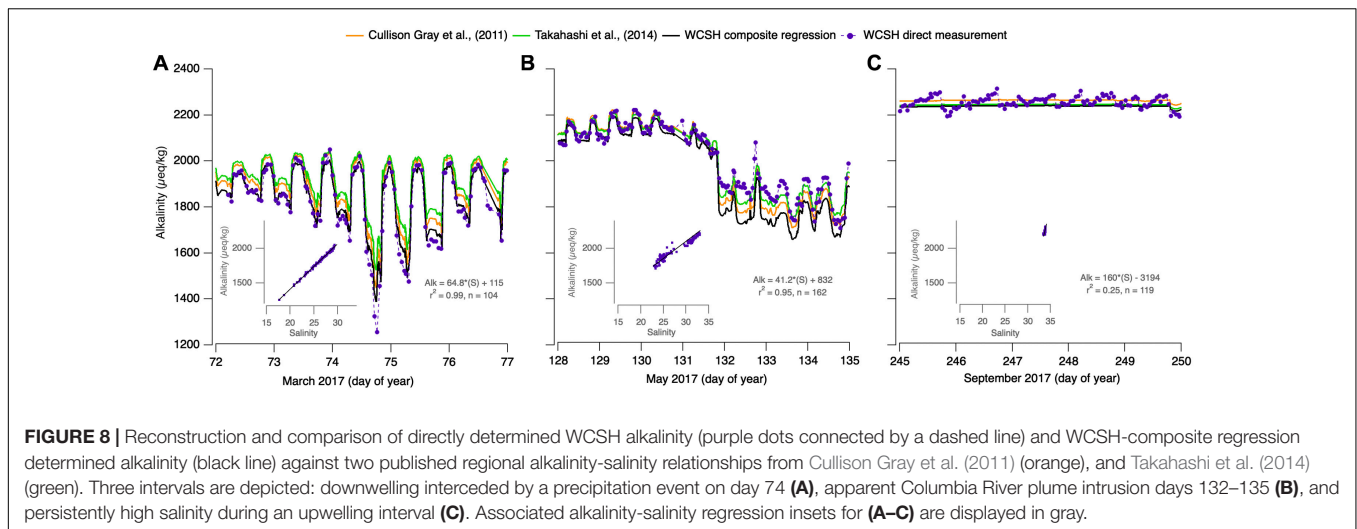 Cullison Gray et al., (2011) Takahashi et al., (2014) WCSH composite regression WCSH direct measurement
A
B
C
2400
2200
2000
1800
1600
1400
1200
Alkalinity (µeq/kg)
72 73 74 75 76 77
March 2017 (day of year)
Alkalinity (µeq/kg)
2000
1500
15 20 25 30
Salinity
Alk = 64.8*(S) + 115
r² = 0.99, n = 104
128 129 130 131 132 133 134 135
May 2017 (day of year)
Alkalinity (µeq/kg)
2000
1500
15 20 25 30 35
Salinity
Alk = 41.2*(S) + 832
r² = 0.95, n = 162
245 246 247 248 249 250
September 2017 (day of year)
Alkalinity (µeq/kg)
2000
1500
15 20 25 30 35
Salinity
Alk = 160*(S) - 3194
r² = 0.25, n = 119
FIGURE 8 | Reconstruction and comparison of directly determined WCSH alkalinity (purple dots connected by a dashed line) and WCSH-composite regression
determined alkalinity (black line) against two published regional alkalinity-salinity relationships from Cullison Gray et al. (2011) (orange), and Takahashi et al. (2014)
(green). Three intervals are depicted: downwelling interceded by a precipitation event on day 74 (A), apparent Columbia River plume intrusion days 132–135 (B), and
persistently high salinity during an upwelling interval (C). Associated alkalinity-salinity regression insets for (A–C) are displayed in gray.